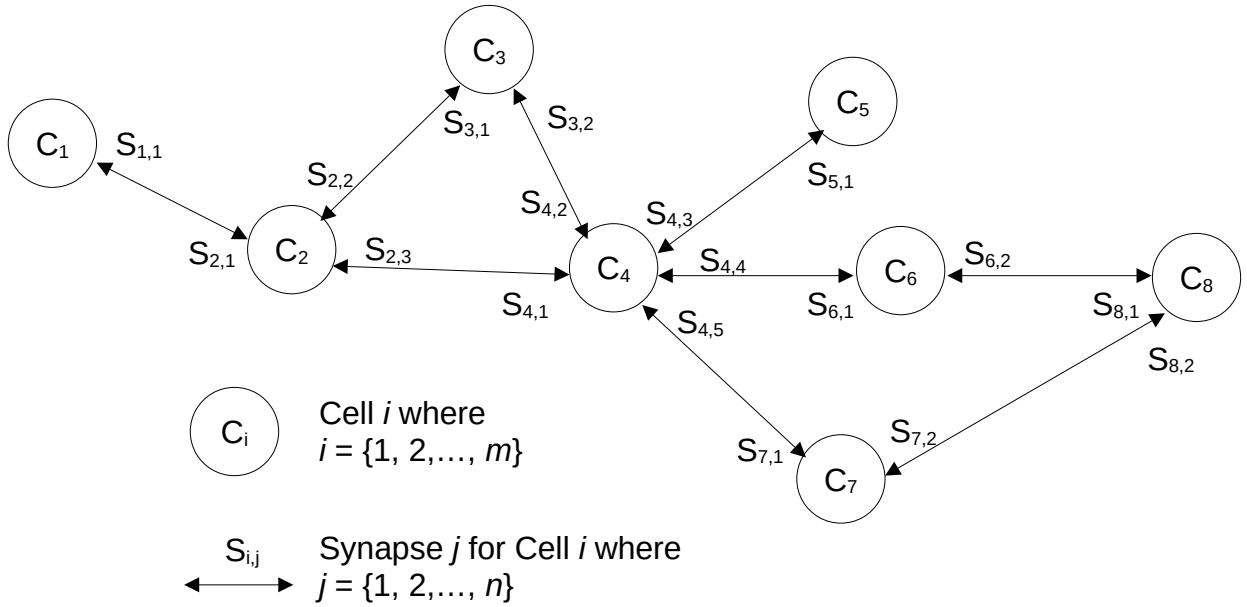 C₃
C₅
S₃,₂
S₃,₁
C₁
S₁,₁
S₂,₂
S₅,₁
S₄,₂
S₄,₃
S₂,₁
C₂
S₂,₃
C₄
S₄,₄
C₆
S₆,₂
C₈
S₄,₁
S₆,₁
S₈,₁
S₄,₅
S₈,₂
S₇,₂
S₇,₁
C₇
Cᵢ
Cell i where
i = {1, 2,…, m}
Sᵢ,ⱼ
Synapse j for Cell i where
j = {1, 2,…, n}